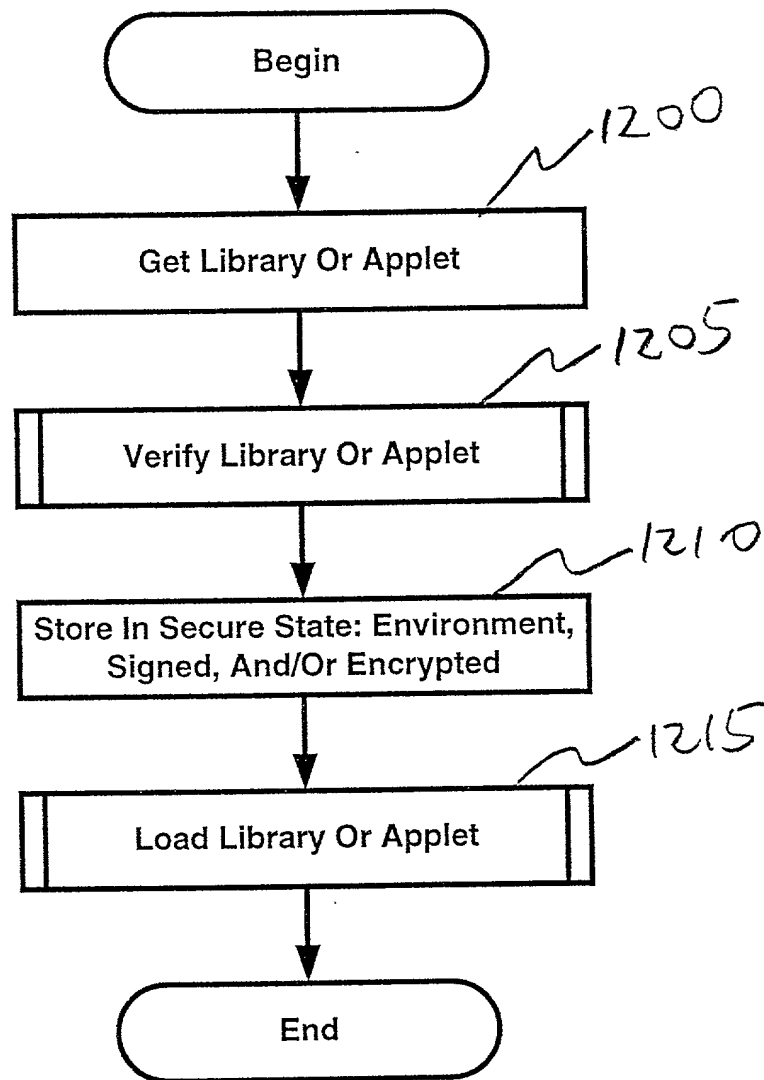 Begin
1200
Get Library Or Applet
1205
Verify Library Or Applet
1210
Store In Secure State: Environment,
Signed, And/Or Encrypted
1215
Load Library Or Applet
End